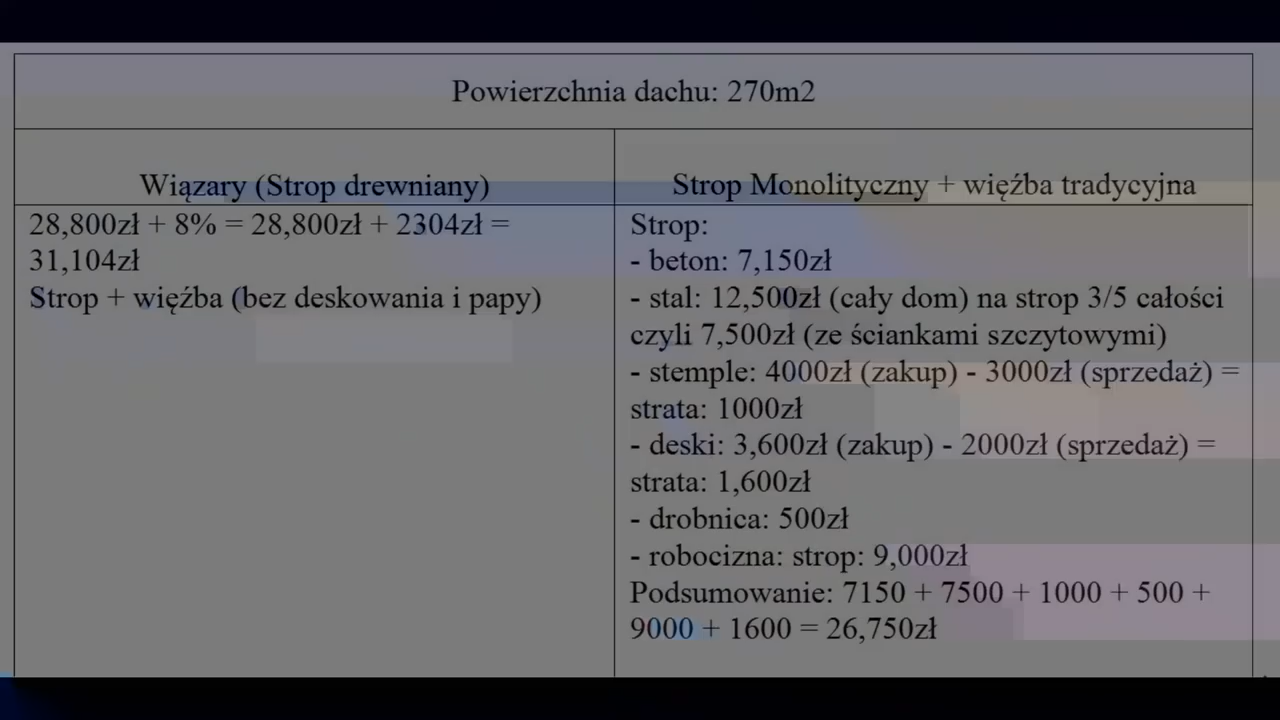 Powierzchnia dachu: 270m2
Wiązary (Strop drewniany)
28,800zł + 8% = 28,800zł + 2304zł =
31,104zł
Strop + więźba (bez deskowania i papy)
Strop Monolityczny + więźba tradycyjna
Strop:
- beton: 7,150zł
- stal: 12,500zł (cały dom) na strop 3/5 całości
czyli 7,500zł (ze ściankami szczytowymi)
- stemple: 4000zł (zakup) - 3000zł (sprzedaż) =
strata: 1000zł
- deski: 3,600zł (zakup) - 2000zł (sprzedaż) =
strata: 1,600zł
- drobnica: 500zł
- robocizna: strop: 9,000zł
Podsumowanie: 7150 + 7500 + 1000 + 500 +
9000 + 1600 = 26,750zł